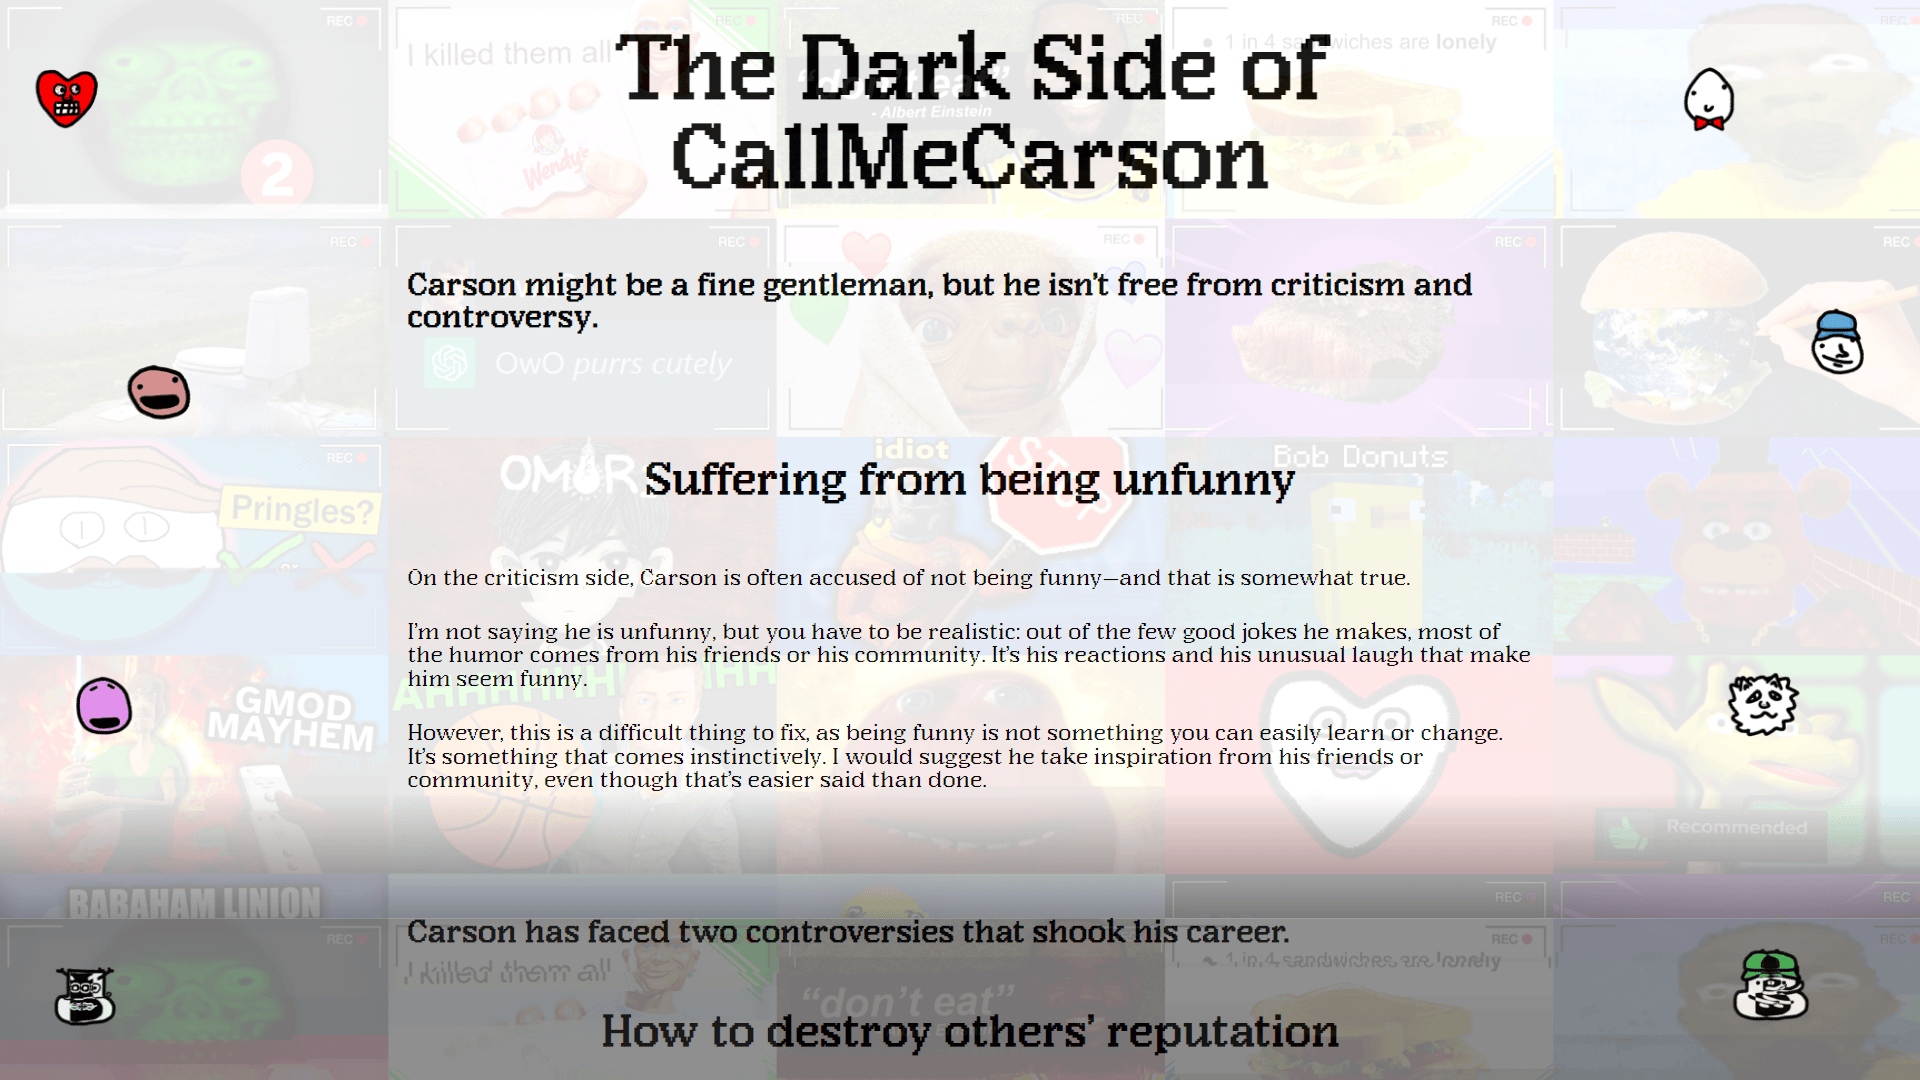 REC
REC
REC
REC
REC
I killed them all
The Dark Side of
1 in 4 sandwiches are lonely
"don't eat"
- Albert Einstein
Wendy's
2
CallMeCarson
REC
REC
REC
REC
REC
Carson might be a fine gentleman, but he isn't free from criticism and
controversy.
OwO purrs cutely
REC
idiot
STOP
Bob Donuts
Pringles?
or
OMORI
Suffering from being unfunny
On the criticism side, Carson is often accused of not being funny—and that is somewhat true.
I'm not saying he is unfunny, but you have to be realistic: out of the few good jokes he makes, most of
the humor comes from his friends or his community. It's his reactions and his unusual laugh that make
him seem funny.
GMOD
MAYHEM
However, this is a difficult thing to fix, as being funny is not something you can easily learn or change.
It's something that comes instinctively. I would suggest he take inspiration from his friends or
community, even though that's easier said than done.
Recommended
BABAHAM LINION
REC
REC
Carson has faced two controversies that shook his career.
REC
REC
REC
I killed them all
1 in 4 sandwiches are lonely
"don't eat"
How to destroy others' reputation